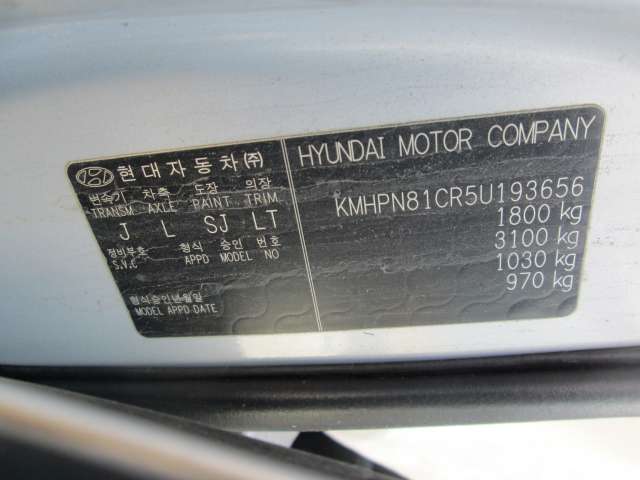 현대자동차㈜
변속기 차축 도장 의장
TRANSM. AXLE PAINT TRIM
J L SJ LT
정비부호 형식 승인 번호
S.V.C APPD MODEL NO
형식승인년월일
MODEL APPD DATE
HYUNDAI MOTOR COMPANY
KMHPN81CR5U193656
1800 kg
3100 kg
1030 kg
970 kg